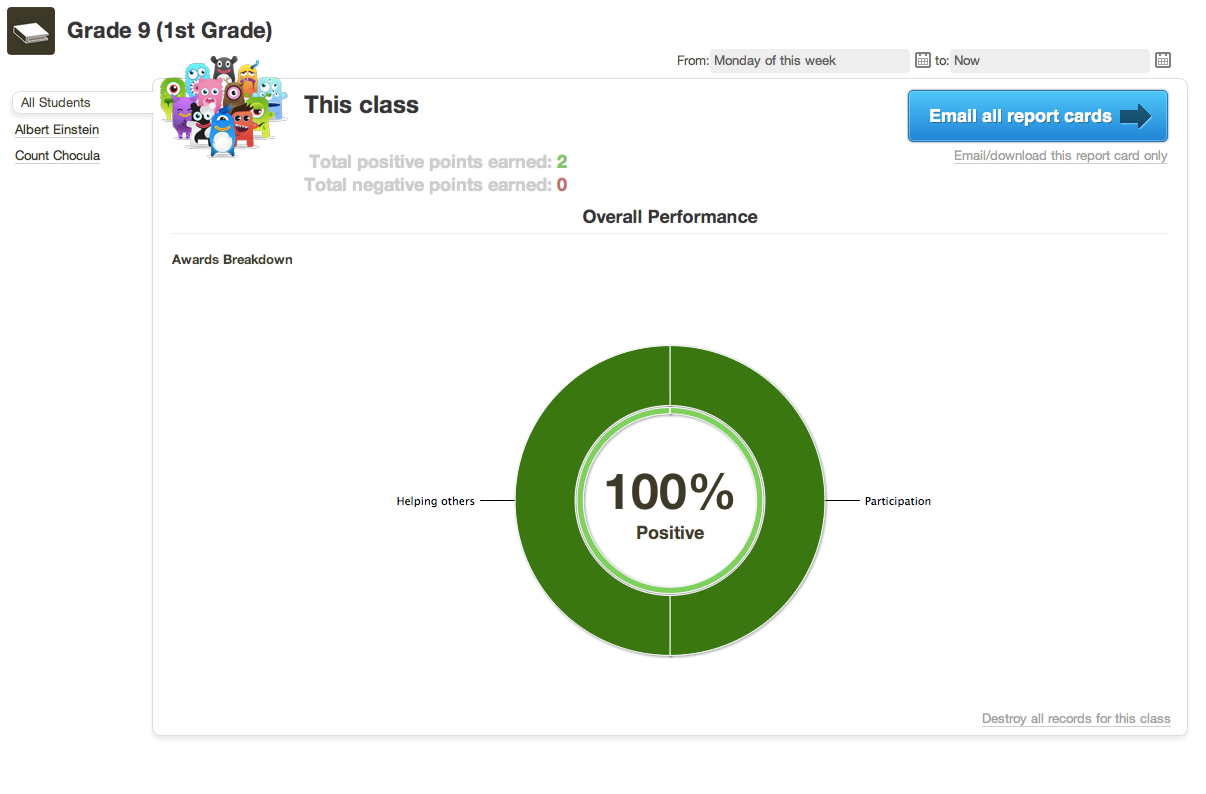 Grade 9 (1st Grade)
From: Monday of this week to: Now
All Students
Albert Einstein
Count Chocula
This class
Email all report cards
Email/download this report card only
Total positive points earned: 2
Total negative points earned: 0
Overall Performance
Awards Breakdown
100%
Positive
Helping others
Participation
Destroy all records for this class